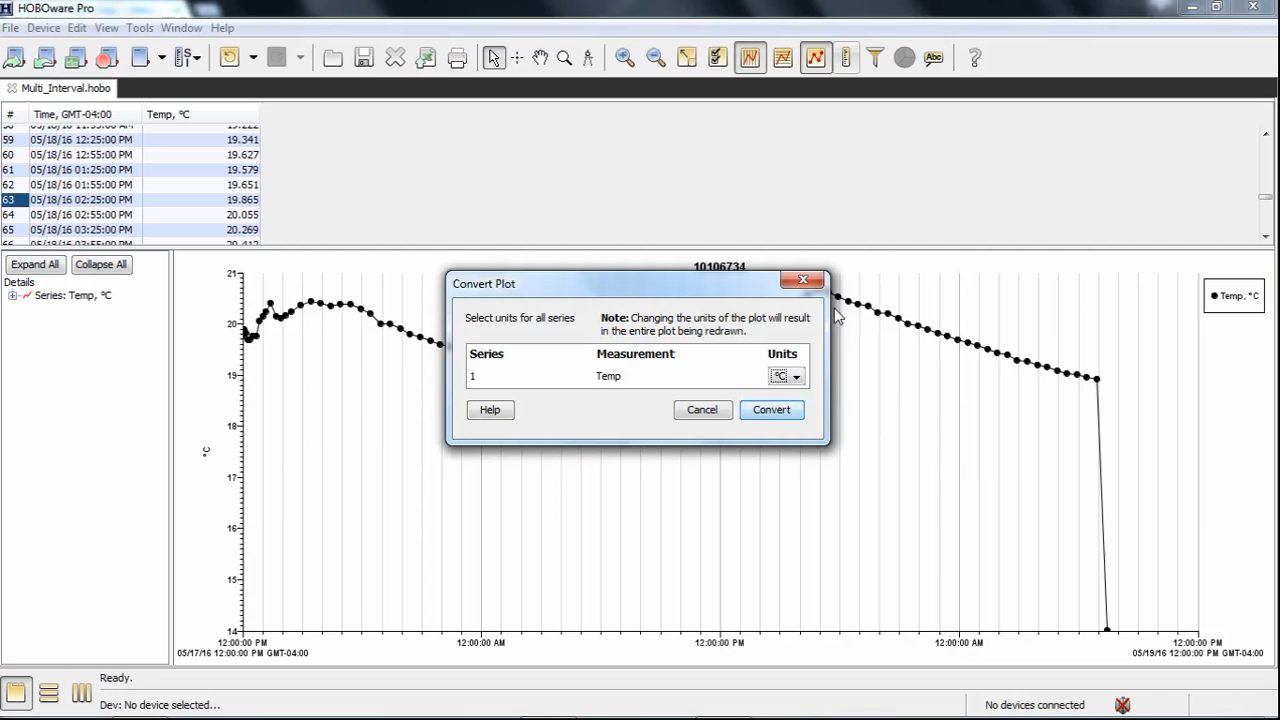 HOBOware Pro
File Device Edit View Tools Window Help
Abc
Multi_Interval.hobo
# Time, GMT-04:00 Temp, °C
59 05/18/16 12:25:00 PM 19.341
60 05/18/16 12:55:00 PM 19.627
61 05/18/16 01:25:00 PM 19.579
62 05/18/16 01:55:00 PM 19.651
63 05/18/16 02:25:00 PM 19.865
64 05/18/16 02:55:00 PM 20.055
65 05/18/16 03:25:00 PM 20.269
Expand All Collapse All
Details
Series: Temp, °C
10106734
Convert Plot
Select units for all series
Note: Changing the units of the plot will result
in the entire plot being redrawn.
Series Measurement Units
1 Temp °C
Help Cancel Convert
Temp, °C
21
20
19
18
°C
17
16
15
14
12:00:00 PM 12:00:00 AM 12:00:00 PM 12:00:00 AM 12:00:00 PM
05/17/16 12:00:00 PM GMT-04:00 05/19/16 12:00:00 PM GMT-04:00
Ready.
Dev: No device selected... No devices connected